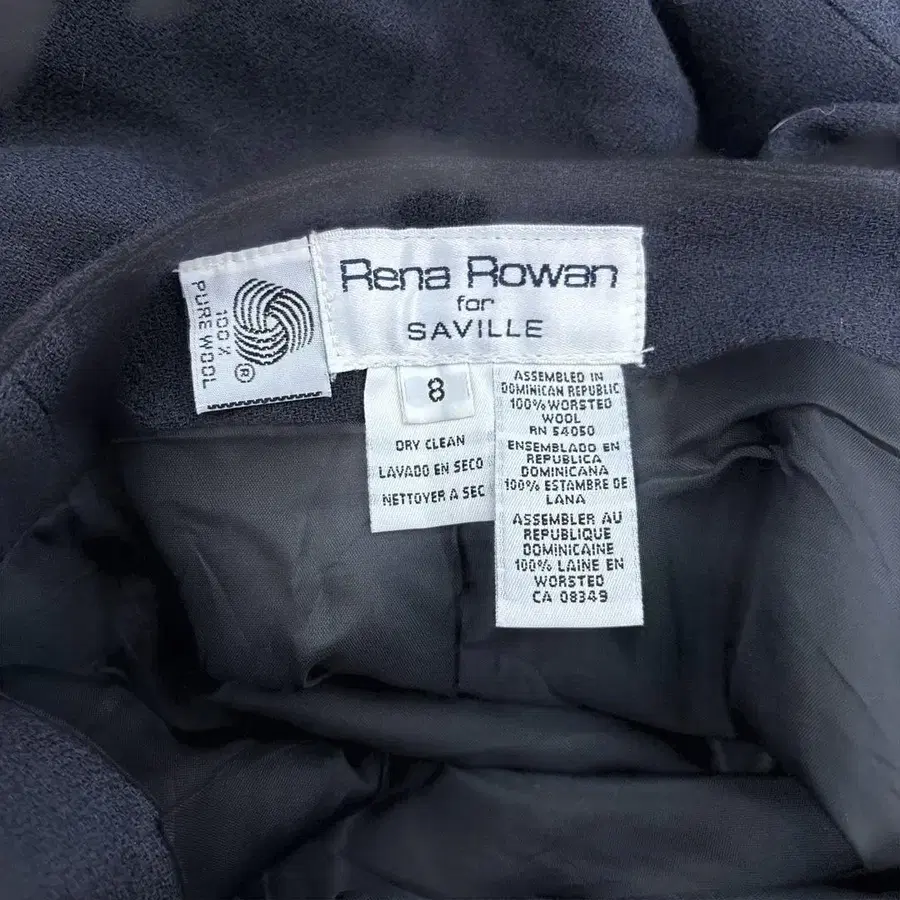 100%
PURE WOOL
®
Rena Rowan
for
SAVILLE
8
DRY CLEAN
LAVADO EN SECO
NETTOYER A SEC
ASSEMBLED IN
DOMINICAN REPUBLIC
100% WORSTED
WOOL
RN 54050
ENSEMBLADO EN
REPUBLICA
DOMINICANA
100% ESTAMBRE DE
LANA
ASSEMBLER AU
REPUBLIQUE
DOMINICAINE
100% LAINE EN
WORSTED
CA 08349